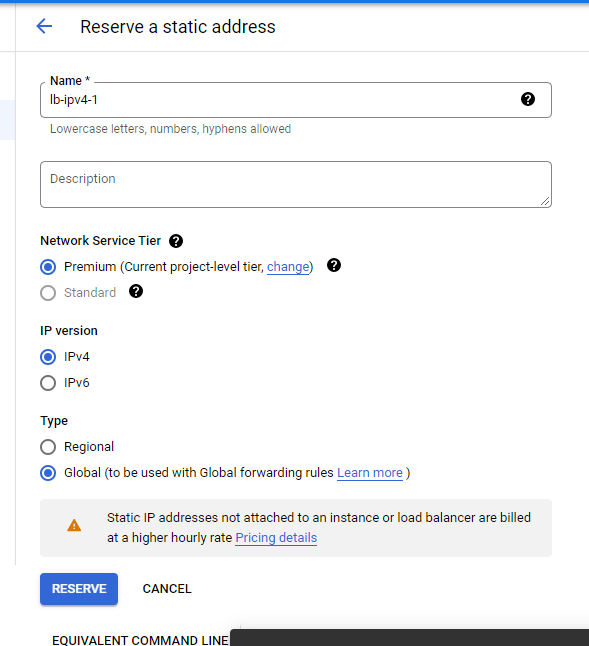 Reserve a static address
Name *
lb-ipv4-1
Lowercase letters, numbers, hyphens allowed
Description
Network Service Tier
Premium (Current project-level tier, change)
Standard
IP version
IPv4
IPv6
Type
Regional
Global (to be used with Global forwarding rules Learn more )
Static IP addresses not attached to an instance or load balancer are billed
at a higher hourly rate Pricing details
RESERVE
CANCEL
EQUIVALENT COMMAND LINE